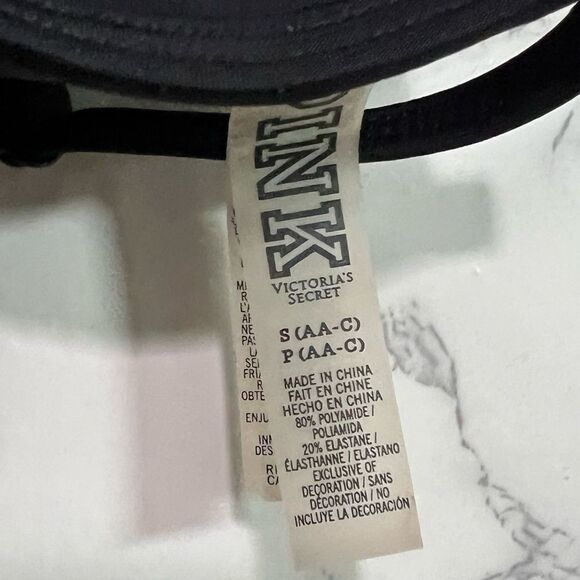 PINK
VICTORIA'S
SECRET
S (AA-C)
P (AA-C)
MADE IN CHINA
FAIT EN CHINE
HECHO EN CHINA
80% POLYAMIDE /
POLIAMIDA
20% ELASTANE /
ÉLASTHANNE / ELASTANO
EXCLUSIVE OF
DECORATION / SANS
DÉCORATION / NO
INCLUYE LA DECORACIÓN